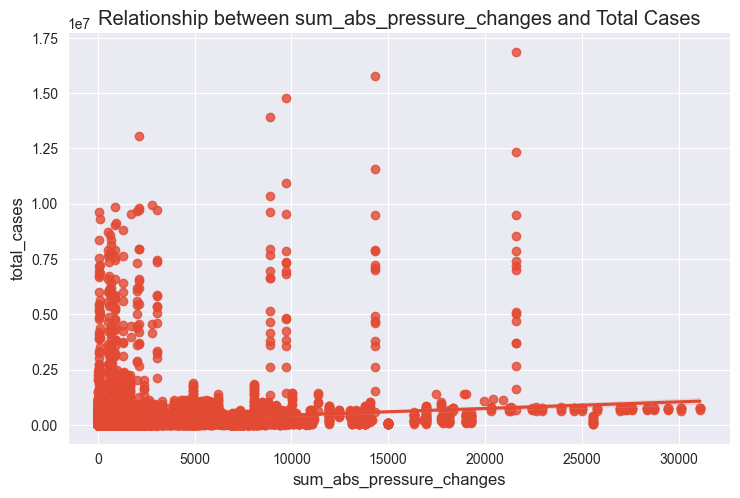 Relationship between sum_abs_pressure_changes and Total Cases
1e7
1.75
1.50
1.25
1.00
0.75
0.50
0.25
0.00
total_cases
0 5000 10000 15000 20000 25000 30000
sum_abs_pressure_changes